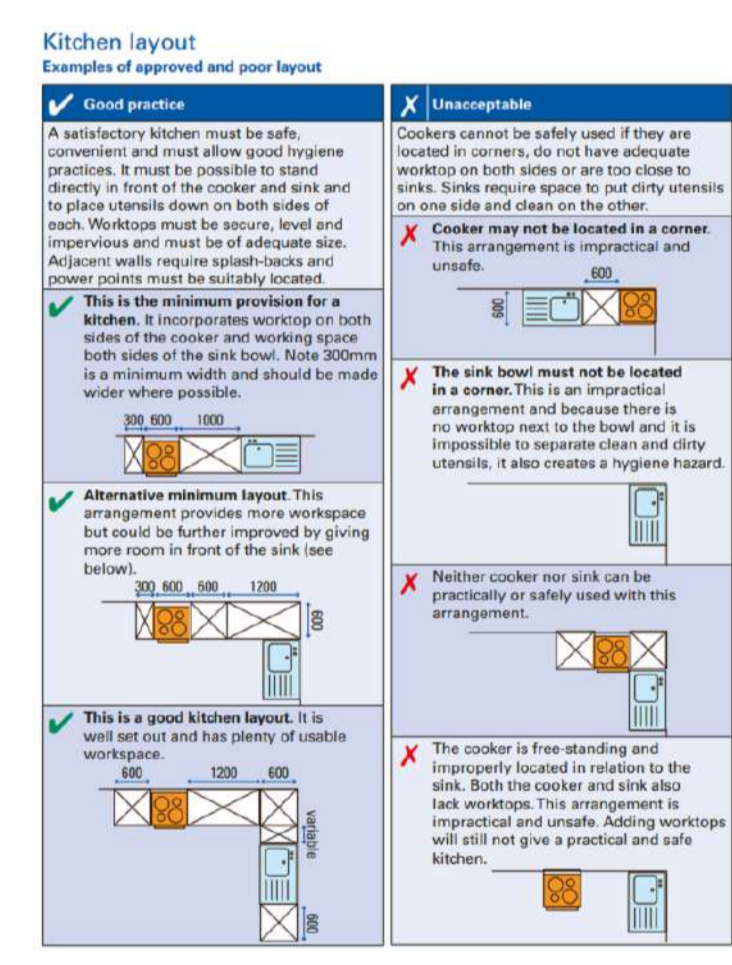 Kitchen layout
Examples of approved and poor layout
Good practice
A satisfactory kitchen must be safe,
convenient and must allow good hygiene
practices. It must be possible to stand
directly in front of the cooker and sink and
to place utensils down on both sides of
each. Worktops must be secure, level and
impervious and must be of adequate size.
Adjacent walls require splash-backs and
power points must be suitably located.
This is the minimum provision for a
kitchen. It incorporates worktop on both
sides of the cooker and working space
both sides of the sink bowl. Note 300mm
is a minimum width and should be made
wider where possible.
300 600 1000
Alternative minimum layout. This
arrangement provides more workspace
but could be further improved by giving
more room in front of the sink (see
below).
300 600 600 1200
600
This is a good kitchen layout. It is
well set out and has plenty of usable
workspace.
600 1200 600
variable
600
Unacceptable
Cookers cannot be safely used if they are
located in corners, do not have adequate
worktop on both sides or are too close to
sinks. Sinks require space to put dirty utensils
on one side and clean on the other.
Cooker may not be located in a corner.
This arrangement is impractical and
unsafe.
600
600
The sink bowl must not be located
in a corner. This is an impractical
arrangement and because there is
no worktop next to the bowl and it is
impossible to separate clean and dirty
utensils, it also creates a hygiene hazard.
Neither cooker nor sink can be
practically or safely used with this
arrangement.
The cooker is free-standing and
improperly located in relation to the
sink. Both the cooker and sink also
lack worktops. This arrangement is
impractical and unsafe. Adding worktops
will still not give a practical and safe
kitchen.